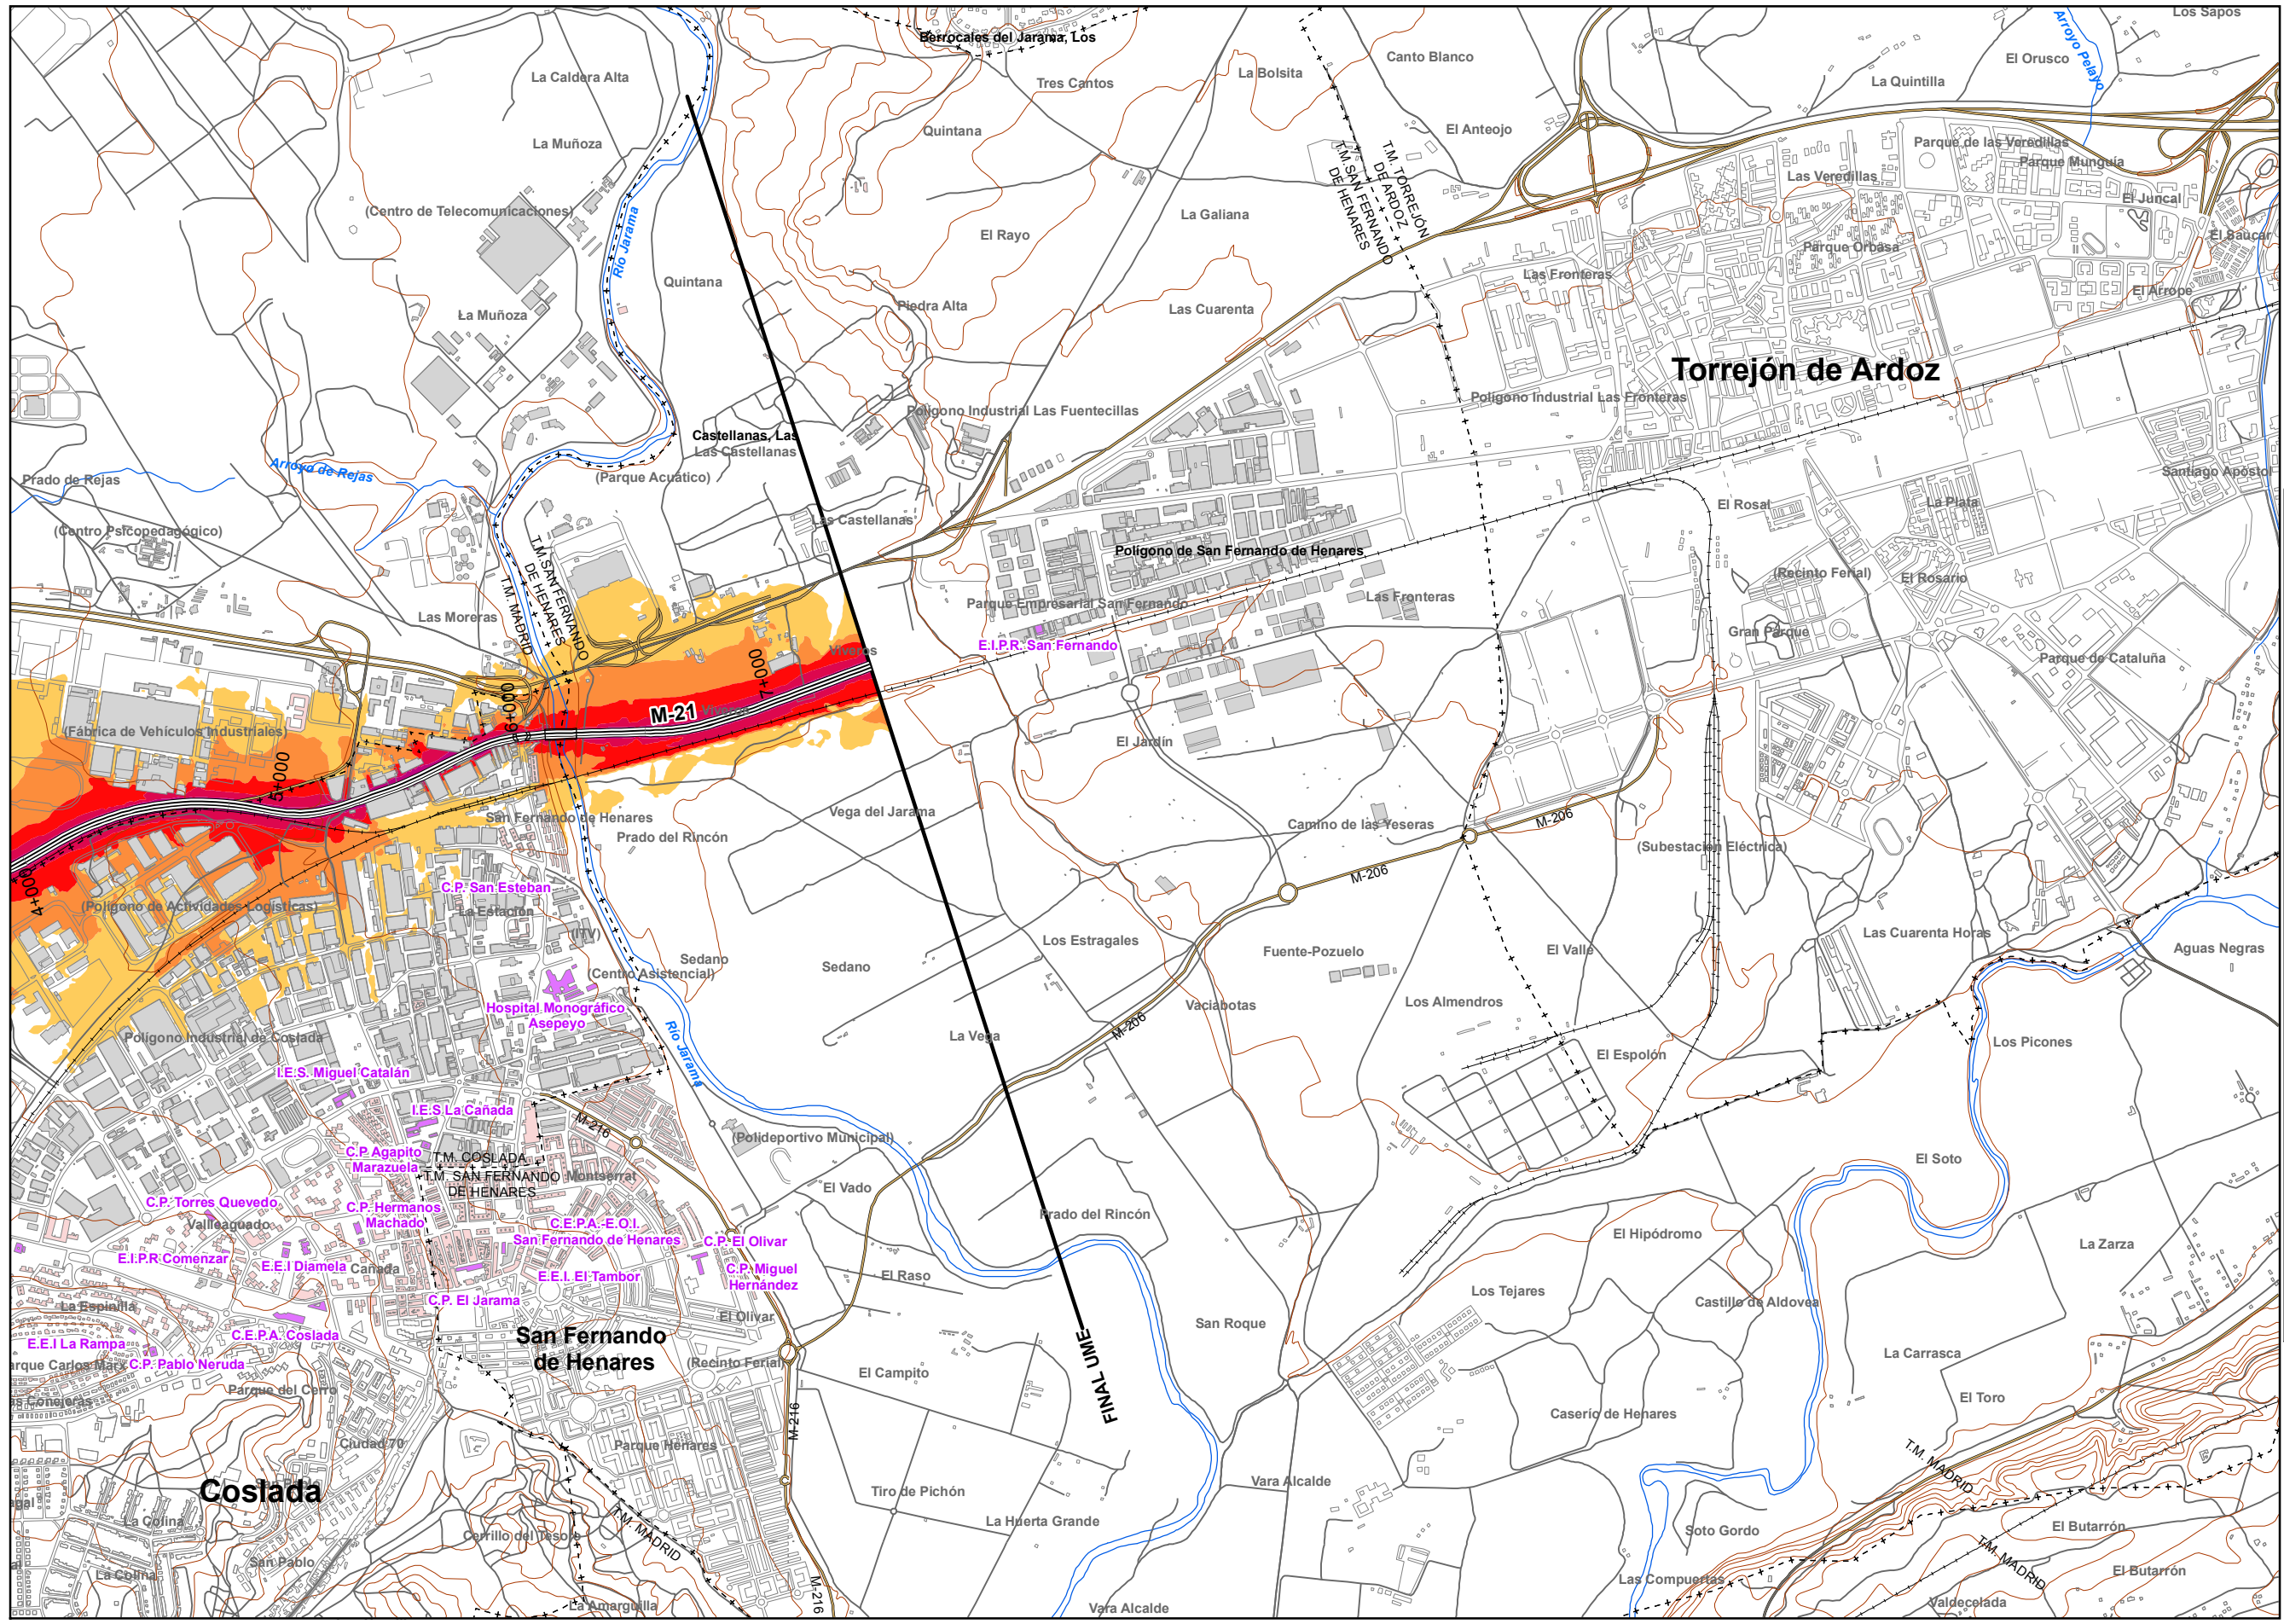 Los Sapos
Arroyo Pelayo
Berrocales del Jarama, Los
Canto Blanco
El Orusco
La Caldera Alta
La Bolsita
Tres Cantos
La Quintilla
Quintana
El Anteojo
La Muñoza
Parque de las Veredillas
Parque Munguía
Las Veredillas
T.M. TORREJÓN
DE ARDOZ
T.M. SAN FERNANDO
DE HENARES
El Juncal
(Centro de Telecomunicaciones)
La Galiana
Río Jarama
El Rayo
El Saucar
Parque Orbasa
Las Fronteras
Quintana
El Arrope
Piedra Alta
Las Cuarenta
La Muñoza
Torrejón de Ardoz
Polígono Industrial Las Fronteras
Polígono Industrial Las Fuentecillas
Castellanas, Las
Las Castellanas
Arroyo de Rejas
(Parque Acuático)
Prado de Rejas
Santiago Apóstol
El Rosal
La Plata
Las Castellanas
(Centro Psicopedagógico)
Polígono de San Fernando de Henares
T.M. SAN FERNANDO
DE HENARES
T.M. MADRID
(Recinto Ferial)
El Rosario
Las Fronteras
Parque Empresarial San Fernando
Las Moreras
Gran Parque
E.I.P.R. San Fernando
Viveros
Parque de Cataluña
7+000
6+000
M-21
Viveros
(Fábrica de Vehículos Industriales)
El Jardín
5+000
Vega del Jarama
San Fernando de Henares
Camino de las Yeseras
M-206
Prado del Rincón
(Subestación Eléctrica)
M-206
4+000
C.P. San Esteban
(Polígono de Actividades Logísticas)
La Estación
(ITV)
Las Cuarenta Horas
Los Estragales
Fuente-Pozuelo
El Valle
Aguas Negras
Sedano
Sedano
(Centro Asistencial)
Los Almendros
Vaciabotas
Hospital Monográfico
Asepeyo
M-206
La Vega
Polígono Industrial de Coslada
Los Picones
Río Jarama
El Espolón
I.E.S. Miguel Catalán
I.E.S La Cañada
M-216
(Polideportivo Municipal)
C.P. Agapito
Marazuela
T.M. COSLADA
T.M. SAN FERNANDO
DE HENARES
Montserrat
El Soto
El Vado
C.P. Torres Quevedo
C.P. Hermanos
Machado
Valleaguado
Prado del Rincón
C.E.P.A.-E.O.I.
San Fernando de Henares
El Hipódromo
C.P. El Olivar
La Zarza
E.I.P.R Comenzar
E.E.I Diamela
Cañada
C.P. Miguel
Hernández
E.E.I. El Tambor
El Raso
Los Tejares
C.P. El Jarama
La Espinilla
Castillo de Aldovea
El Olivar
San Roque
C.E.P.A. Coslada
San Fernando
de Henares
E.E.I La Rampa
FINAL UME
La Carrasca
arque Carlos Marx
C.P. Pablo Neruda
(Recinto Ferial)
El Campito
Parque del Cerro
El Toro
as Conejeras
Caserío de Henares
M-216
Ciudad 70
Parque Henares
T.M. MADRID
Vara Alcalde
Coslada
San Pablo
Tiro de Pichón
La Colina
La Huerta Grande
Cerrillo del Tesoro
Soto Gordo
El Butarrón
T.M. MADRID
T.M. MADRID
San Pablo
La Colina
El Butarrón
Las Compuertas
M-216
La Amarguilla
Vara Alcalde
Valdecelada